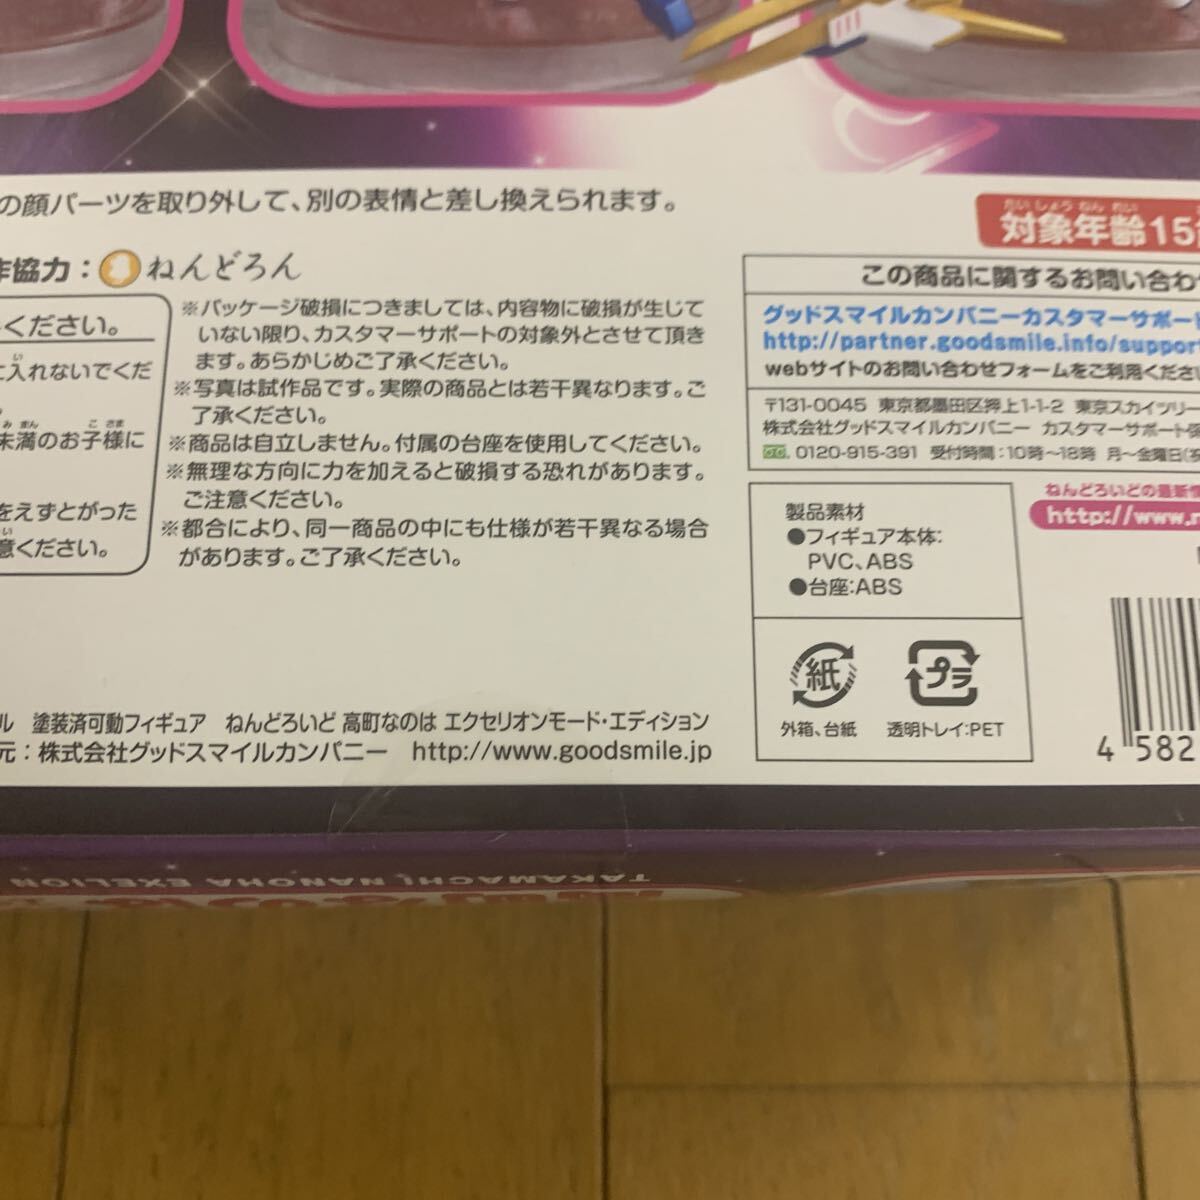 の顔パーツを取り外して、別の表情と差し換えられます。
作協力：ねんどろん
ください。
い
に入れないでくだ
み まん　こ さま
未満のお子様に
をえずとがった
い
意ください。
※パッケージ破損につきましては、内容物に破損が生じて
いない限り、カスタマーサポートの対象外とさせて頂き
ます。あらかじめご了承ください。
※写真は試作品です。実際の商品とは若干異なります。ご
了承ください。
※商品は自立しません。付属の台座を使用してください。
※無理な方向に力を加えると破損する恐れがあります。
ご注意ください。
※都合により、同一商品の中にも仕様が若干異なる場合
があります。ご了承ください。
ル　塗装済可動フィギュア　ねんどろいど 高町なのは エクセリオンモード・エディション
元：株式会社グッドスマイルカンパニー　http://www.goodsmile.jp
たい しょう ねん れい
対象年齢15
この商品に関するお問い合わ
グッドスマイルカンパニーカスタマーサポート
http://partner.goodsmile.info/support
webサイトのお問い合わせフォームをご利用ください
〒131-0045　東京都墨田区押上1-1-2　東京スカイツリー
株式会社グッドスマイルカンパニー　カスタマーサポート
0120-915-391　受付時間：10時～18時　月～金曜日(祝
ねんどろいどの最新情
http://www.
製品素材
●フィギュア本体：
PVC、ABS
●台座：ABS
紙
プラ
外箱、台紙
透明トレイ：PET
4 582
TAKAMACHI NANOHA EXELION